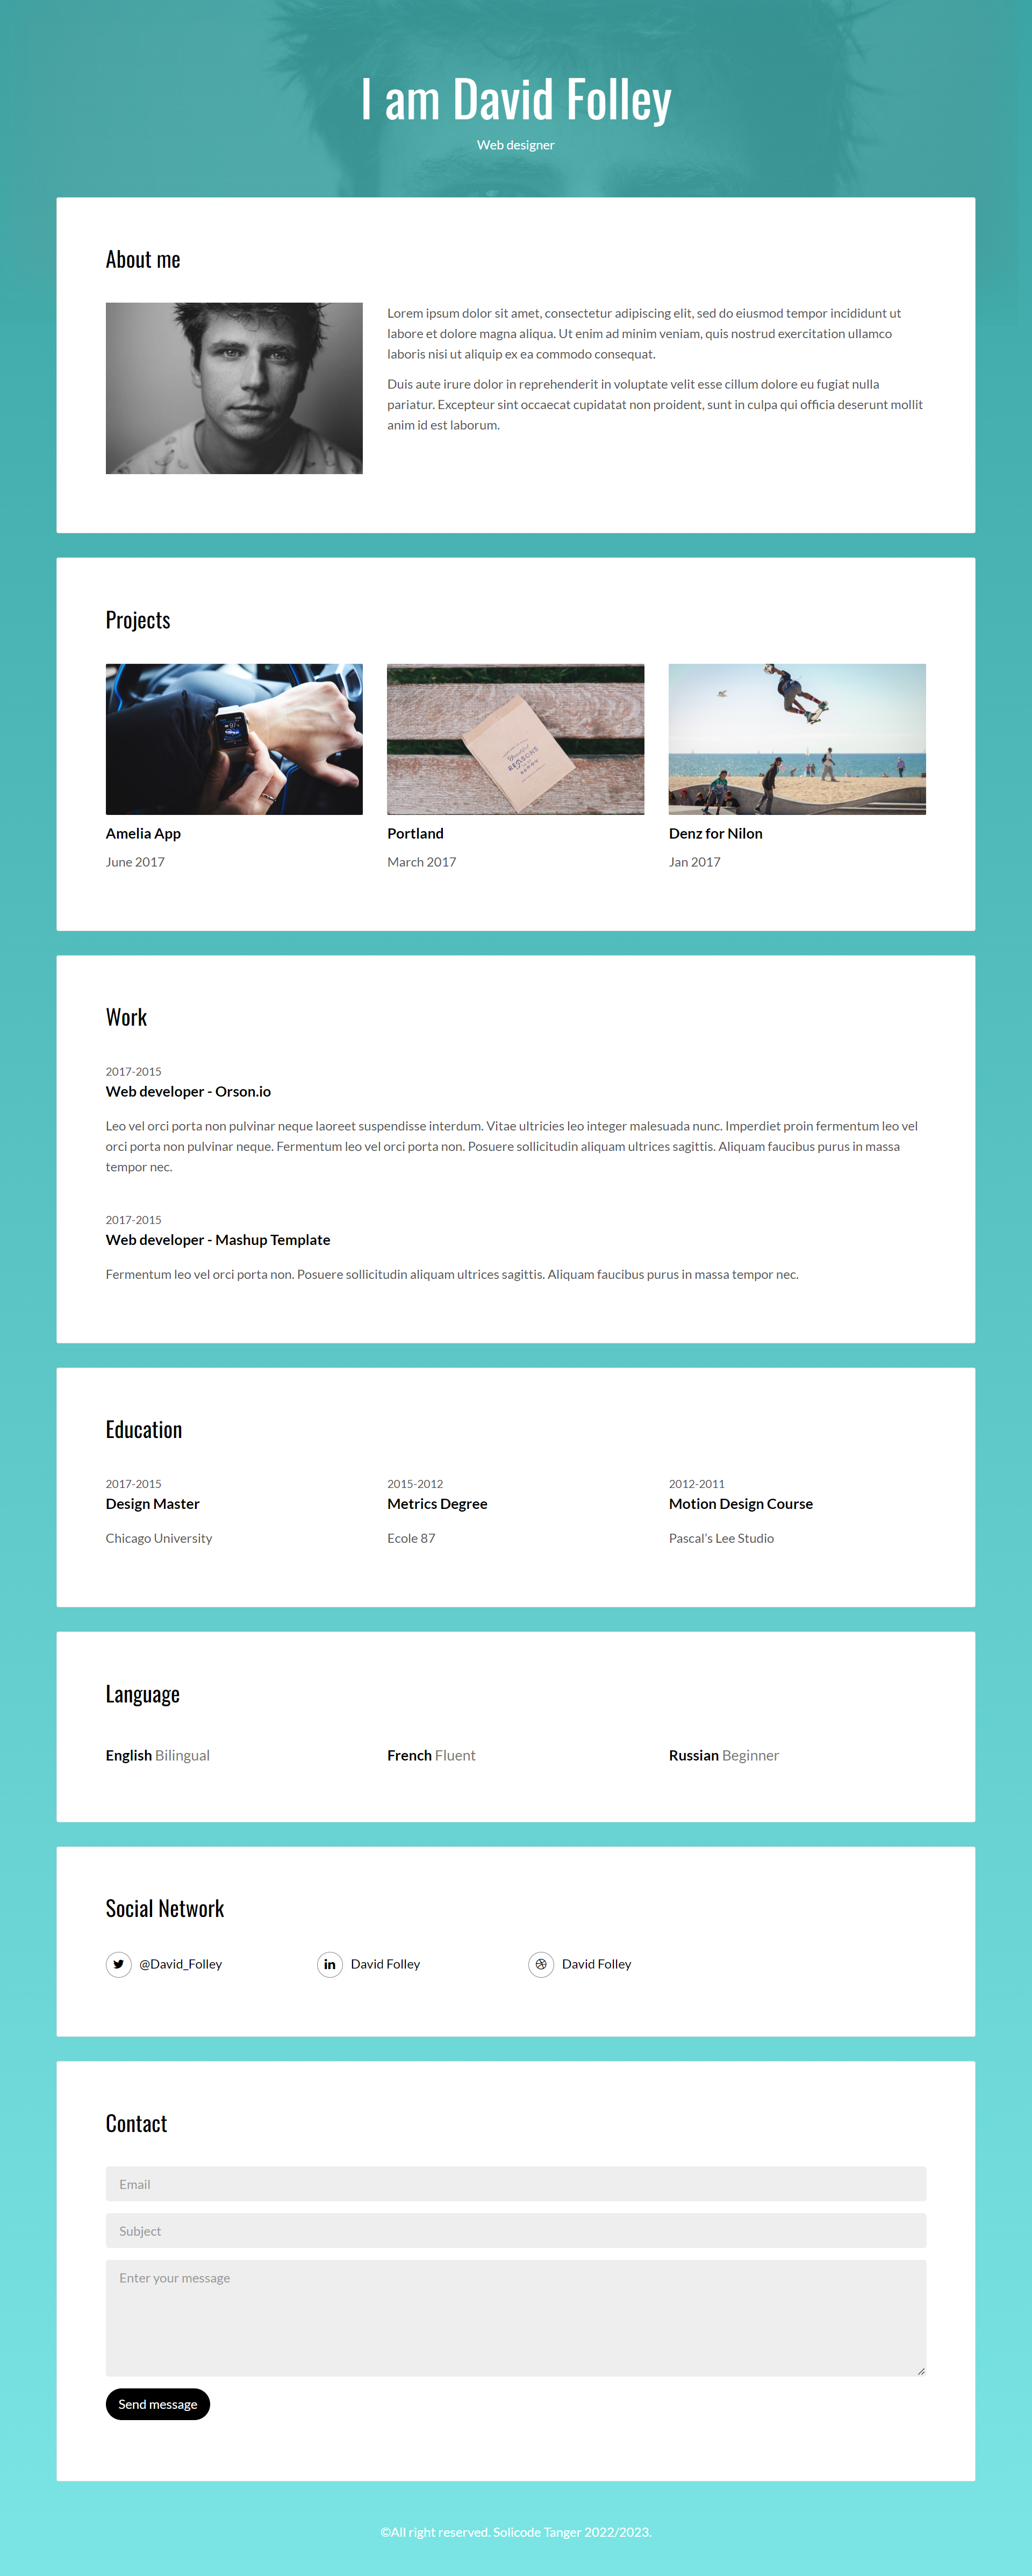 I am David Folley
Web designer
About me
Lorem ipsum dolor sit amet, consectetur adipiscing elit, sed do eiusmod tempor incididunt ut
labore et dolore magna aliqua. Ut enim ad minim veniam, quis nostrud exercitation ullamco
laboris nisi ut aliquip ex ea commodo consequat.
Duis aute irure dolor in reprehenderit in voluptate velit esse cillum dolore eu fugiat nulla
pariatur. Excepteur sint occaecat cupidatat non proident, sunt in culpa qui officia deserunt mollit
anim id est laborum.
Projects
REASONS
Amelia App
June 2017
Portland
March 2017
Denz for Nilon
Jan 2017
Work
2017-2015
Web developer - Orson.io
Leo vel orci porta non pulvinar neque laoreet suspendisse interdum. Vitae ultricies leo integer malesuada nunc. Imperdiet proin fermentum leo vel
orci porta non pulvinar neque. Fermentum leo vel orci porta non. Posuere sollicitudin aliquam ultrices sagittis. Aliquam faucibus purus in massa
tempor nec.
2017-2015
Web developer - Mashup Template
Fermentum leo vel orci porta non. Posuere sollicitudin aliquam ultrices sagittis. Aliquam faucibus purus in massa tempor nec.
Education
2017-2015
Design Master
Chicago University
2015-2012
Metrics Degree
Ecole 87
2012-2011
Motion Design Course
Pascal’s Lee Studio
Language
English Bilingual
French Fluent
Russian Beginner
Social Network
@David_Folley
in David Folley
David Folley
Contact
Email
Subject
Enter your message
Send message
©All right reserved. Solicode Tanger 2022/2023.